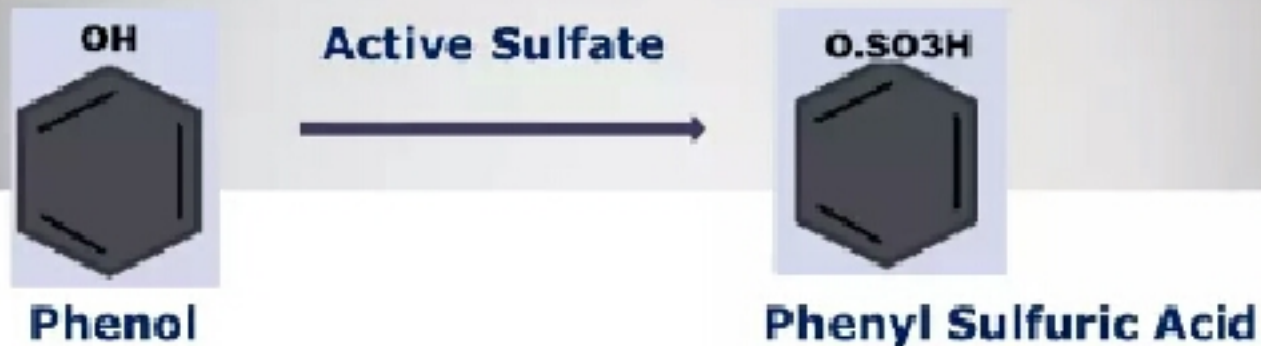 OH
Active Sulfate
O.SO3H
Phenol
Phenyl Sulfuric Acid